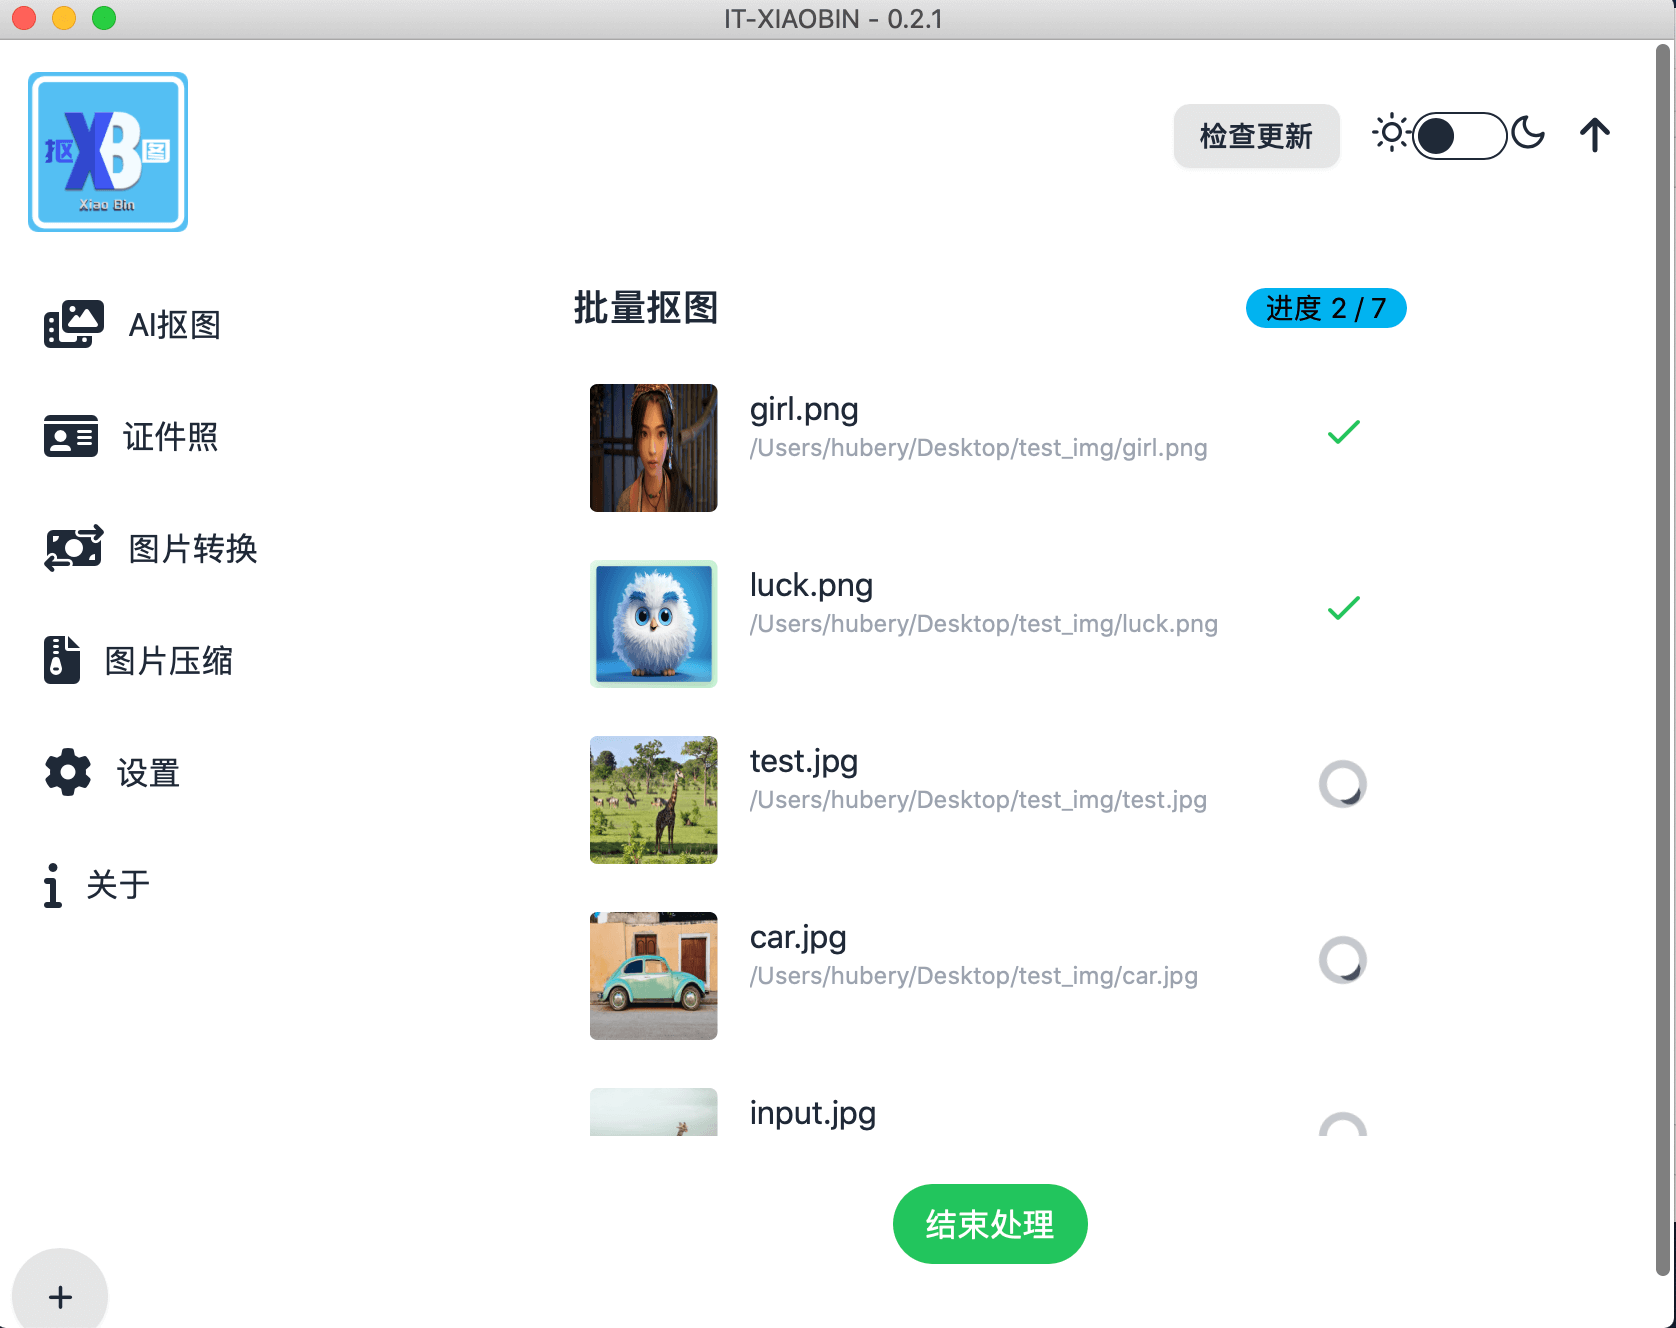 IT-XIAOBIN - 0.2.1
抠XB图
Xiao Bin
检查更新
AI抠图
证件照
图片转换
图片压缩
设置
关于
批量抠图
进度 2 / 7
girl.png
/Users/hubery/Desktop/test_img/girl.png
luck.png
/Users/hubery/Desktop/test_img/luck.png
test.jpg
/Users/hubery/Desktop/test_img/test.jpg
car.jpg
/Users/hubery/Desktop/test_img/car.jpg
input.jpg
结束处理
+